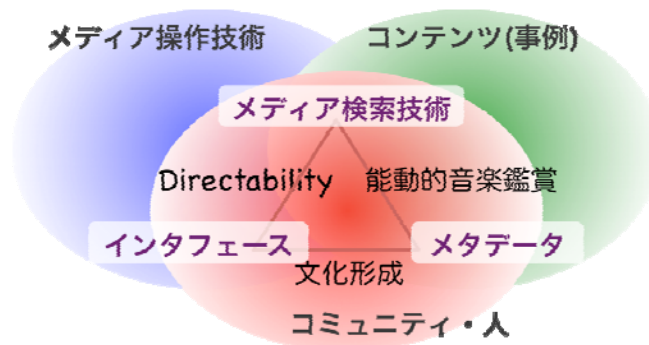 メディア操作技術
コンテンツ(事例)
メディア検索技術
Directability
能動的音楽鑑賞
インタフェース
メタデータ
文化形成
コミュニティ・人